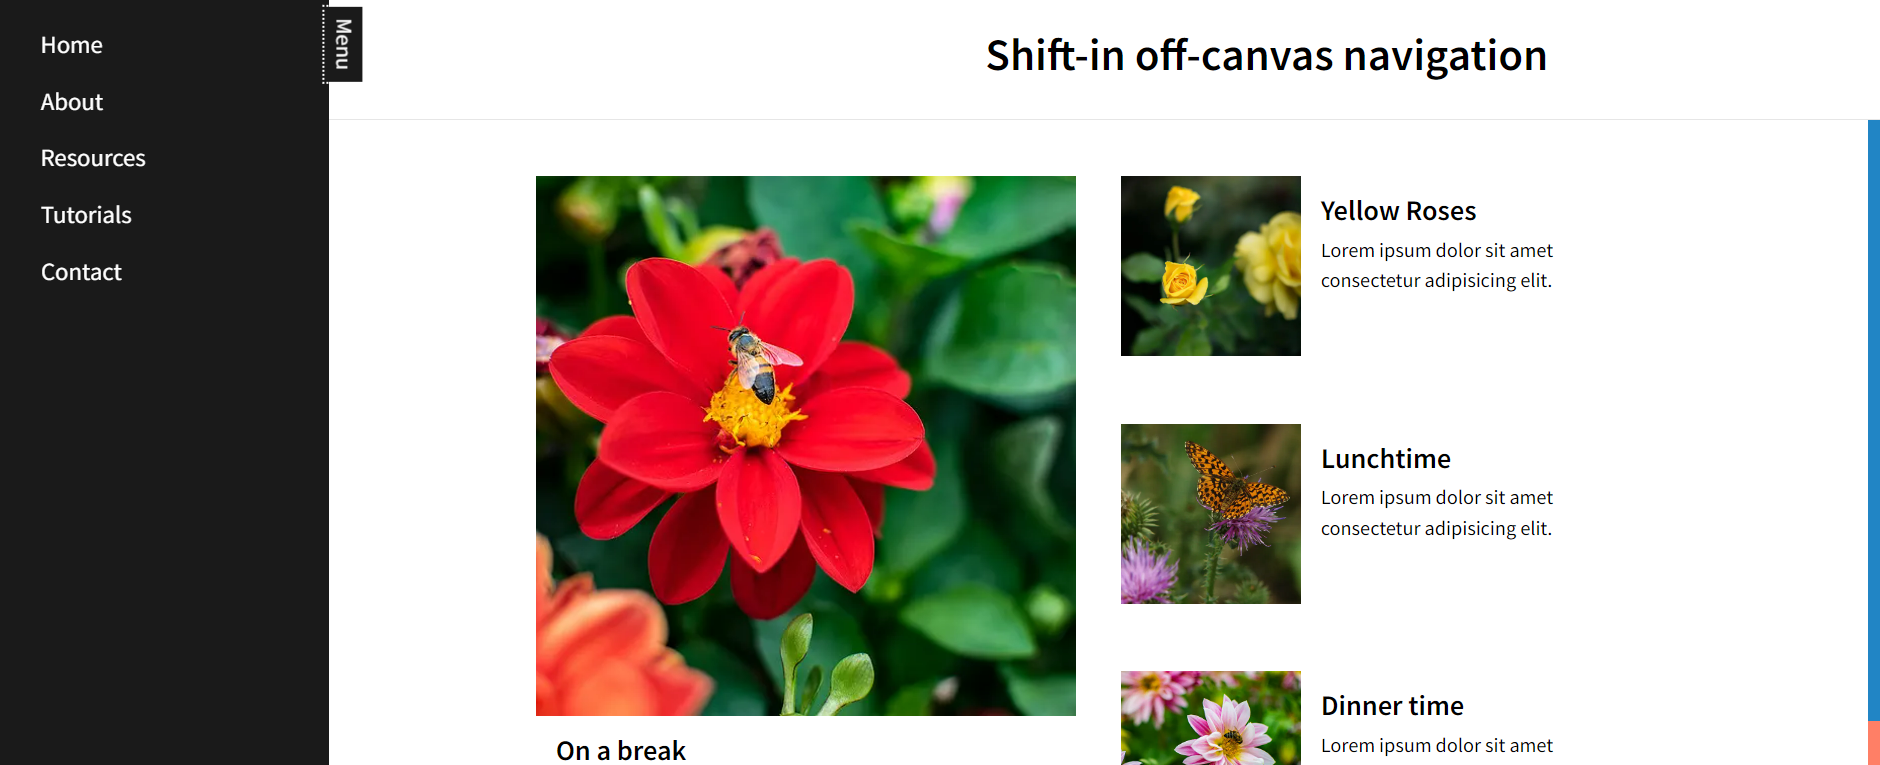 Home
About
Resources
Tutorials
Contact
Menu
Shift-in off-canvas navigation
On a break
Yellow Roses
Lorem ipsum dolor sit amet
consectetur adipisicing elit.
Lunchtime
Lorem ipsum dolor sit amet
consectetur adipisicing elit.
Dinner time
Lorem ipsum dolor sit amet